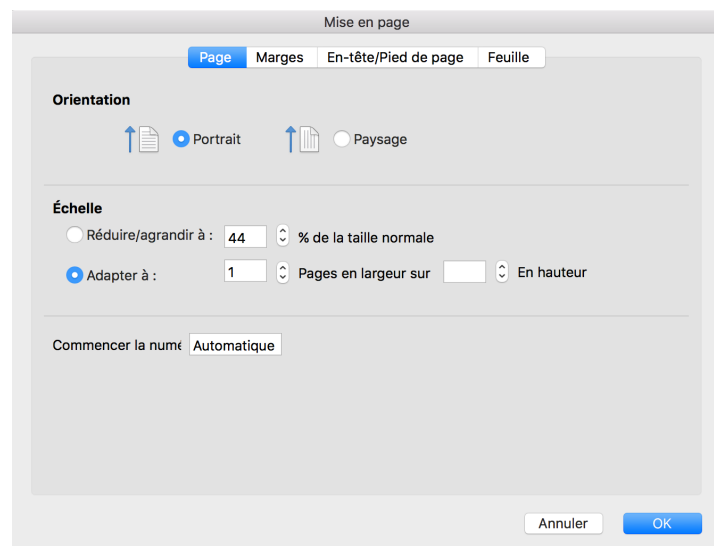 Mise en page
Page Marges En-tête/Pied de page Feuille
Orientation
Portrait Paysage
Échelle
Réduire/agrandir à : 44 % de la taille normale
Adapter à : 1 Pages en largeur sur En hauteur
Commencer la numé Automatique
Annuler OK